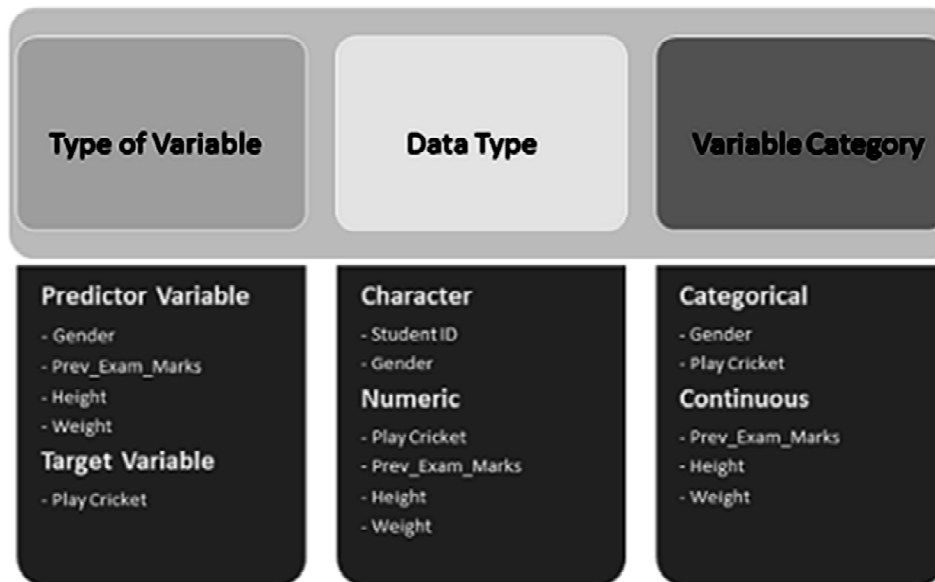 Type of Variable
Data Type
Variable Category
Predictor Variable
- Gender
- Prev_Exam_Marks
- Height
- Weight
Target Variable
- Play Cricket
Character
- Student ID
- Gender
Numeric
- Play Cricket
- Prev_Exam_Marks
- Height
- Weight
Categorical
- Gender
- Play Cricket
Continuous
- Prev_Exam_Marks
- Height
- Weight